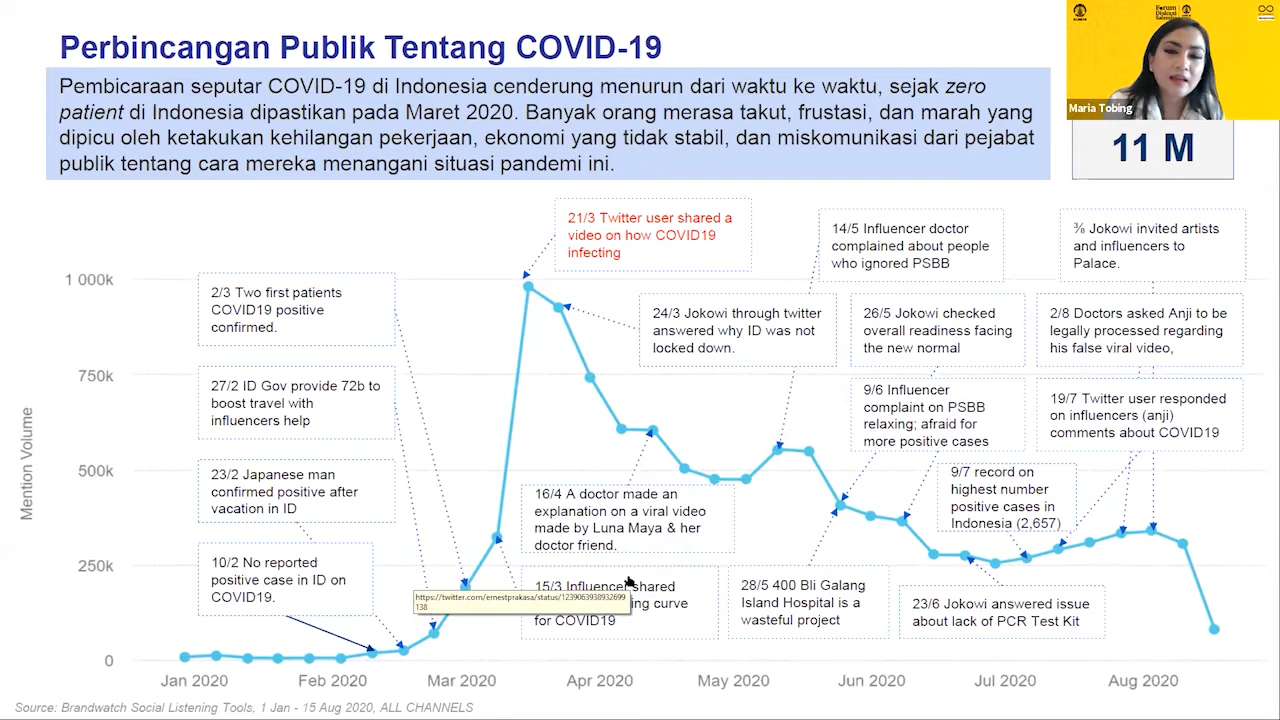 Perbincangan Publik Tentang COVID-19
Pembicaraan seputar COVID-19 di Indonesia cenderung menurun dari waktu ke waktu, sejak zero
patient di Indonesia dipastikan pada Maret 2020. Banyak orang merasa takut, frustasi, dan marah yang
dipicu oleh ketakukan kehilangan pekerjaan, ekonomi yang tidak stabil, dan miskomunikasi dari pejabat
publik tentang cara mereka menangani situasi pandemi ini.
Forum
Diskusi
Maria Tobing
11 M
21/3 Twitter user shared a
video on how COVID19
infecting
14/5 Influencer doctor
complained about people
who ignored PSBB
⅜ Jokowi invited artists
and influencers to
Palace.
2/3 Two first patients
COVID19 positive
confirmed.
24/3 Jokowi through twitter
answered why ID was not
locked down.
26/5 Jokowi checked
overall readiness facing
the new normal
2/8 Doctors asked Anji to be
legally processed regarding
his false viral video,
27/2 ID Gov provide 72b to
boost travel with
influencers help
9/6 Influencer
complaint on PSBB
relaxing; afraid for
more positive cases
19/7 Twitter user responded
on influencers (anji)
comments about COVID19
23/2 Japanese man
confirmed positive after
vacation in ID
16/4 A doctor made an
explanation on a viral video
made by Luna Maya & her
doctor friend.
9/7 record on
highest number
positive cases in
Indonesia (2,657)
10/2 No reported
positive case in ID on
COVID19.
15/3 Influencer shared
ing curve
for COVID19
https://twitter.com/ernestprakasa/status/1239063938932699
138
28/5 400 Bli Galang
Island Hospital is a
wasteful project
23/6 Jokowi answered issue
about lack of PCR Test Kit
Mention Volume
1 000k
750k
500k
250k
0
Jan 2020
Feb 2020
Mar 2020
Apr 2020
May 2020
Jun 2020
Jul 2020
Aug 2020
Source: Brandwatch Social Listening Tools, 1 Jan - 15 Aug 2020, ALL CHANNELS